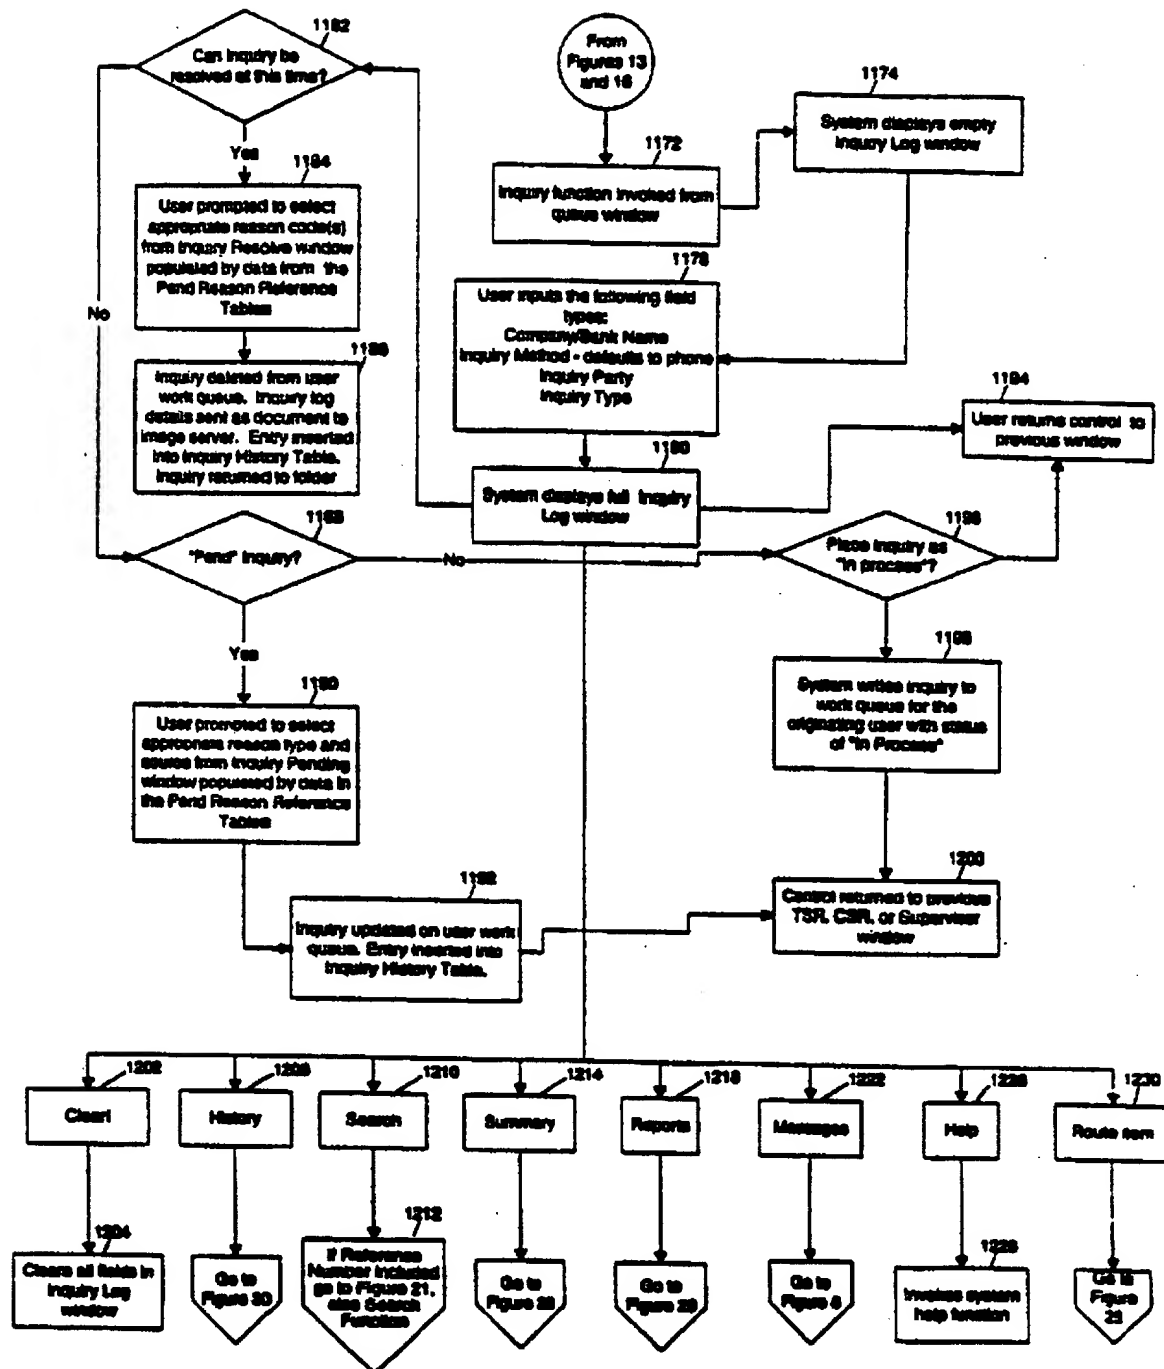 1182
Can inquiry be
resolved at this time?
From
Figures 13
and 16
1174
System displays empty
Inquiry Log window
Yes
1172
Inquiry function invoked from
queue window
1184
User prompted to select
appropriate reason code(s)
from Inquiry Resolve window
populated by data from the
Pend Reason Reference
Tables
No
1178
User inputs the following field
types:
Company/Bank Name
Inquiry Method - defaults to phone
Inquiry Party
Inquiry Type
1186
Inquiry deleted from user
work queue. Inquiry log
details sent as document to
image server. Entry inserted
into Inquiry History Table.
Inquiry returned to folder
1194
User returns control to
previous window
1180
System displays full Inquiry
Log window
1188
"Pend" Inquiry?
No
1196
Place Inquiry as
"In process"?
Yes
1198
System writes inquiry to
work queue for the
originating user with status
of "In Process"
1190
User prompted to select
appropriate reason type and
source from Inquiry Pending
window populated by data in
the Pend Reason Reference
Tables
1192
Inquiry updated on user work
queue. Entry inserted into
Inquiry History Table.
1200
Control returned to previous
TSR, CSR, or Supervisor
window
1202
Clear!
1206
History
1210
Search
1214
Summary
1218
Reports
1222
Messages
1226
Help
1230
Route item
1204
Clears all fields in
Inquiry Log
window
Go to
Figure
1212
If Reference
Number included
go to Figure 21,
also Search
Function
Go to
Figure
Go to
Figure
Go to
Figure
1228
Invokes system
help function
Go to
Figure